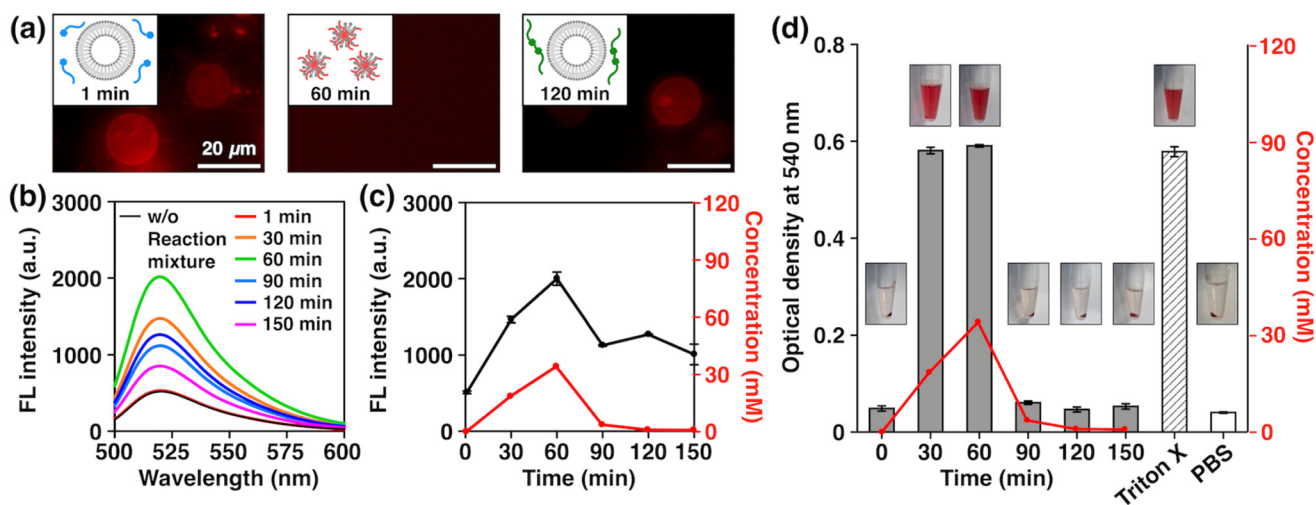 (a)
1 min
20 µm
60 min
120 min
(b)
3000
2000
1000
0
FL intensity (a.u.)
w/o
Reaction
mixture
1 min
30 min
60 min
90 min
120 min
150 min
500 525 550 575 600
Wavelength (nm)
(c)
3000
2000
1000
0
FL intensity (a.u.)
120
90
60
30
0
Concentration (mM)
0 30 60 90 120 150
Time (min)
(d)
0.8
0.6
0.4
0.2
0
Optical density at 540 nm
120
90
60
30
0
Concentration (mM)
0 30 60 90 120 150
Time (min)
Triton X
PBS